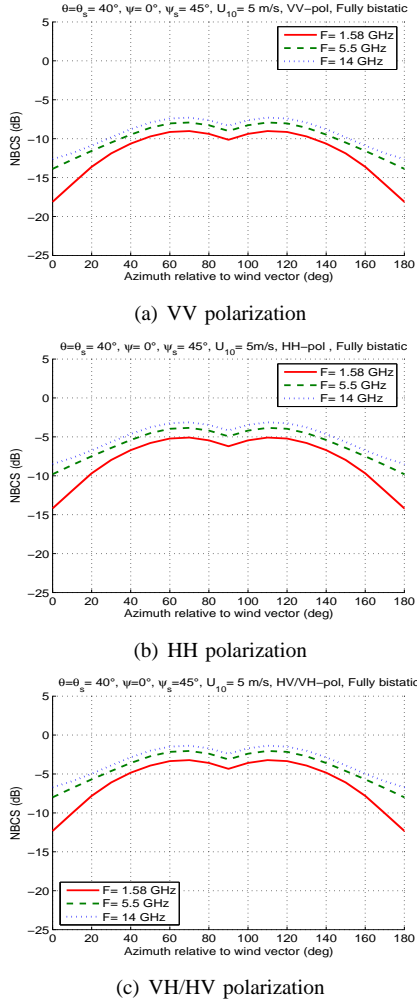 θ=θs= 40°, ψ= 0°, ψs= 45°, U10= 5 m/s, VV-pol, Fully bistatic
F= 1.58 GHz
F= 5.5 GHz
F= 14 GHz
NBCS (dB)
5
0
−5
−10
−15
−20
−25
0 20 40 60 80 100 120 140 160 180
Azimuth relative to wind vector (deg)
(a) VV polarization
θ=θs= 40°, ψ= 0°, ψs= 45°, U10= 5m/s, HH-pol , Fully bistatic
F= 1.58 GHz
F= 5.5 GHz
F= 14 GHz
NBCS (dB)
5
0
−5
−10
−15
−20
−25
0 20 40 60 80 100 120 140 160 180
Azimuth relative to wind vector (deg)
(b) HH polarization
θ=θs= 40°, ψ=0°, ψs=45°, U10= 5 m/s, HV/VH-pol, Fully bistatic
NBCS (dB)
5
0
−5
−10
−15
−20
−25
F= 1.58 GHz
F= 5.5 GHz
F= 14 GHz
0 20 40 60 80 100 120 140 160 180
Azimuth relative to wind vector (deg)
(c) VH/HV polarization